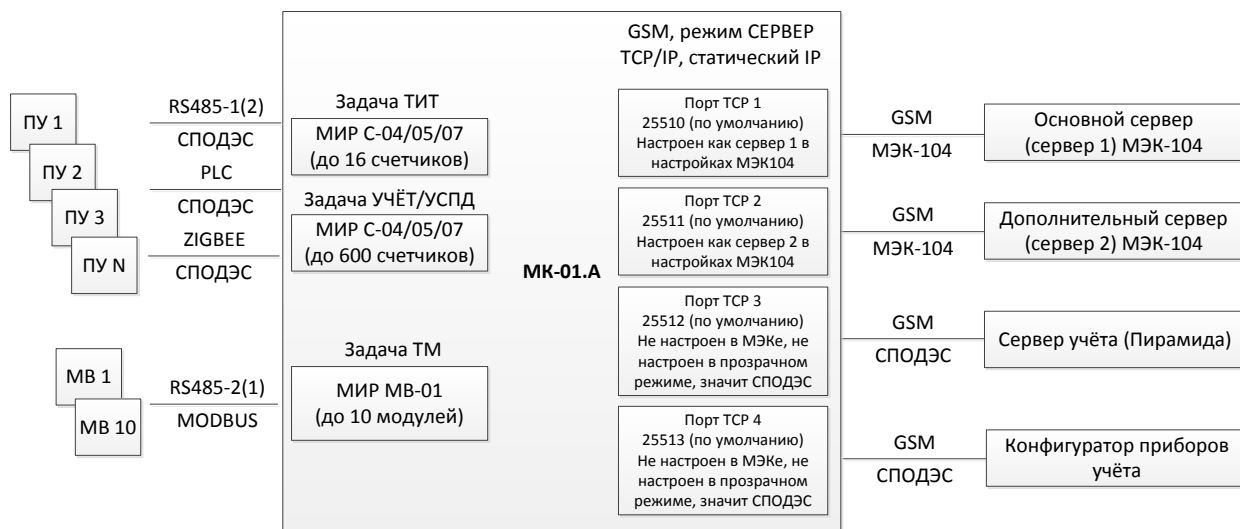 ПУ 1
ПУ 2
ПУ 3
ПУ N
МВ 1
МВ 10
RS485-1(2)
СПОДЭС
PLC
СПОДЭС
ZIGBEE
СПОДЭС
RS485-2(1)
MODBUS
Задача ТИТ
МИР С-04/05/07
(до 16 счетчиков)
Задача УЧЁТ/УСПД
МИР С-04/05/07
(до 600 счетчиков)
Задача ТМ
МИР МВ-01
(до 10 модулей)
МК-01.А
GSM, режим СЕРВЕР
TCP/IP, статический IP
Порт TCP 1
25510 (по умолчанию)
Настроен как сервер 1 в
настройках МЭК104
Порт TCP 2
25511 (по умолчанию)
Настроен как сервер 2 в
настройках МЭК104
Порт TCP 3
25512 (по умолчанию)
Не настроен в МЭКе, не
настроен в прозрачном
режиме, значит СПОДЭС
Порт TCP 4
25513 (по умолчанию)
Не настроен в МЭКе, не
настроен в прозрачном
режиме, значит СПОДЭС
GSM
МЭК-104
GSM
МЭК-104
GSM
СПОДЭС
GSM
СПОДЭС
Основной сервер
(сервер 1) МЭК-104
Дополнительный сервер
(сервер 2) МЭК-104
Сервер учёта (Пирамида)
Конфигуратор приборов
учёта